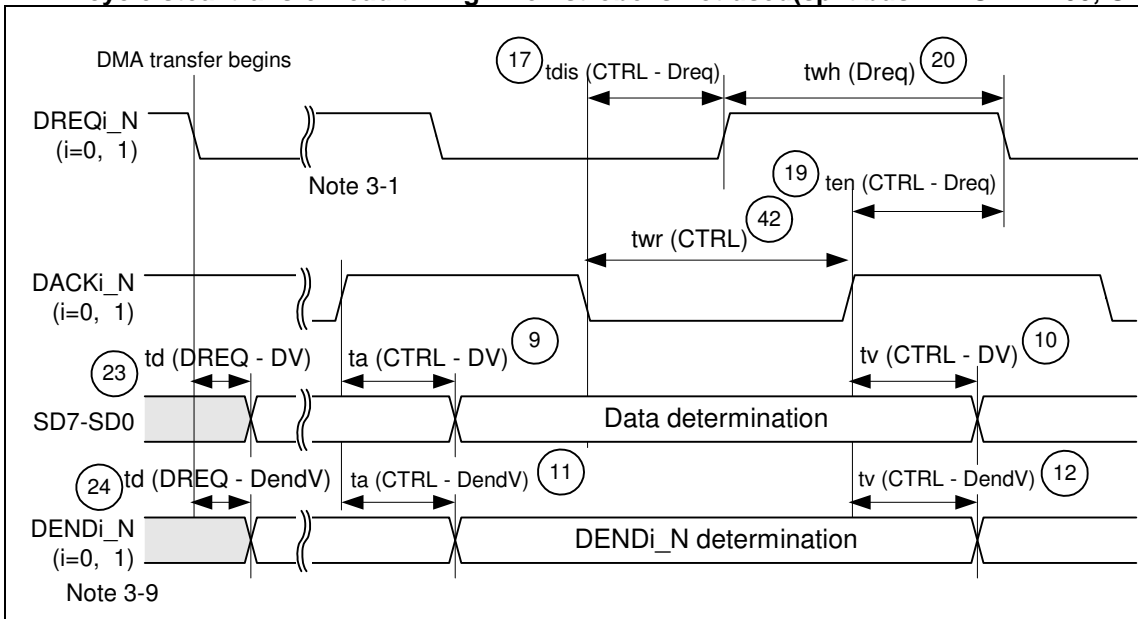 DMA transfer begins
17 tdis (CTRL - Dreq)
twh (Dreq) 20
DREQi_N
(i=0, 1)
Note 3-1
19 ten (CTRL - Dreq)
twr (CTRL) 42
DACKi_N
(i=0, 1)
23 td (DREQ - DV)
ta (CTRL - DV) 9
tv (CTRL - DV) 10
SD7-SD0
Data determination
24 td (DREQ - DendV)
ta (CTRL - DendV) 11
tv (CTRL - DendV) 12
DENDi_N
(i=0, 1)
DENDi_N determination
Note 3-9